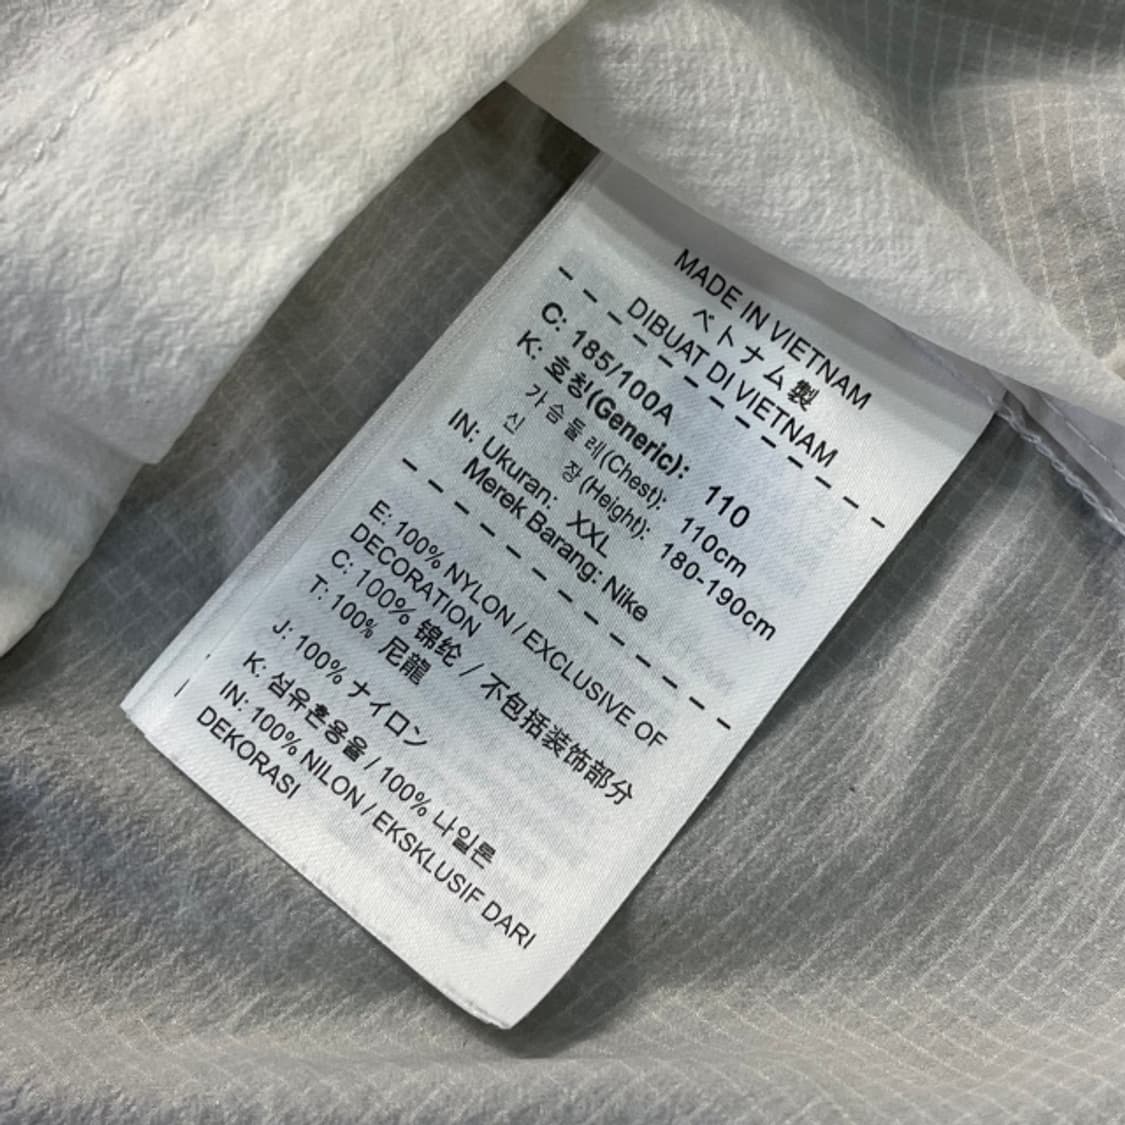 MADE IN VIETNAM
ベトナム製
DIBUAT DI VIETNAM
C: 185/100A
K: 호칭(Generic): 110
가슴둘레(Chest): 110cm
신 장(Height): 180-190cm
IN: Ukuran: XXL
Merek Barang: Nike
E: 100% NYLON / EXCLUSIVE OF
DECORATION
C: 100% 锦纶 / 不包括装饰部分
T: 100% 尼龍
J: 100% ナイロン
K: 섬유혼용율 / 100% 나일론
IN: 100% NILON / EKSKLUSIF DARI
DEKORASI